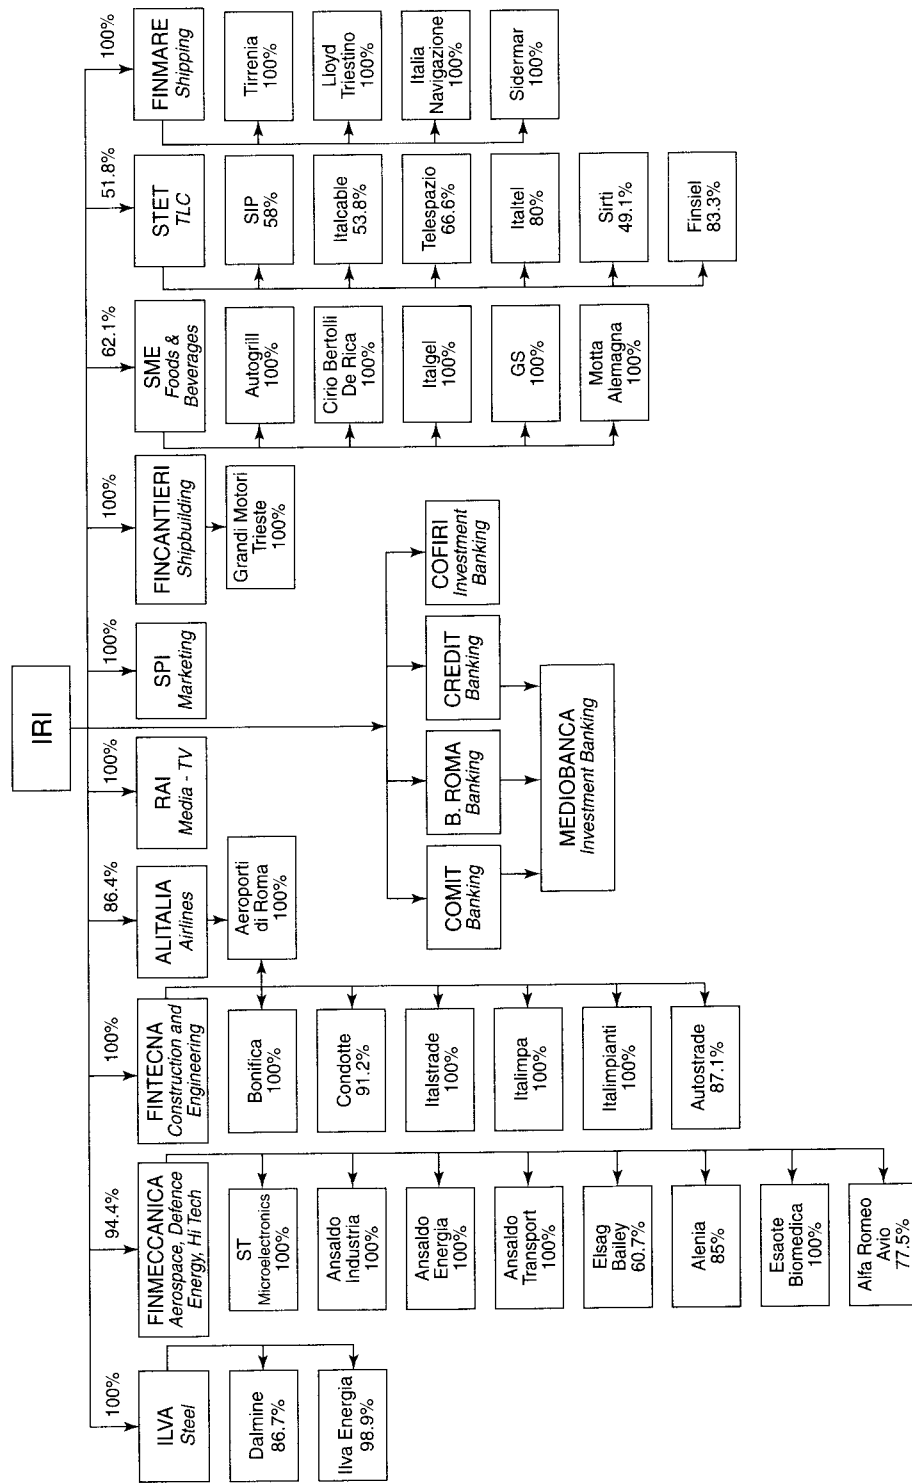 IRI
100%
94.4%
100%
86.4%
100%
100%
100%
62.1%
51.8%
100%
ILVA
Steel
Dalmine
86.7%
Ilva Energia
98.9%
FINMECCANICA
Aerospace, Defence
Energy, Hi Tech
ST
Microelectronics
100%
Ansaldo
Industria
100%
Ansaldo
Energia
100%
Ansaldo
Transport
100%
Elsag
Bailey
60.7%
Alenia
85%
Esaote
Biomedica
100%
Alfa Romeo
Avio
77.5%
FINTECNA
Construction and
Engineering
Bonifica
100%
Condotte
91.2%
Italstrade
100%
Italimpa
100%
Italimpianti
100%
Autostrade
87.1%
ALITALIA
Airlines
Aeroporti
di Roma
100%
RAI
Media - TV
SPI
Marketing
FINCANTIERI
Shipbuilding
Grandi Motori
Trieste
100%
SME
Foods &
Beverages
Autogrill
100%
Cirio Bertolli
De Rica
100%
Italgel
100%
GS
100%
Motta
Alemagna
100%
STET
TLC
SIP
58%
Italcable
53.8%
Telespazio
66.6%
Italtel
80%
Sirti
49.1%
Finsiel
83.3%
FINMARE
Shipping
Tirrenia
100%
Lloyd
Triestino
100%
Italia
Navigazione
100%
Sidermar
100%
COMIT
Banking
B. ROMA
Banking
CREDIT
Banking
COFIRI
Investment
Banking
MEDIOBANCA
Investment Banking